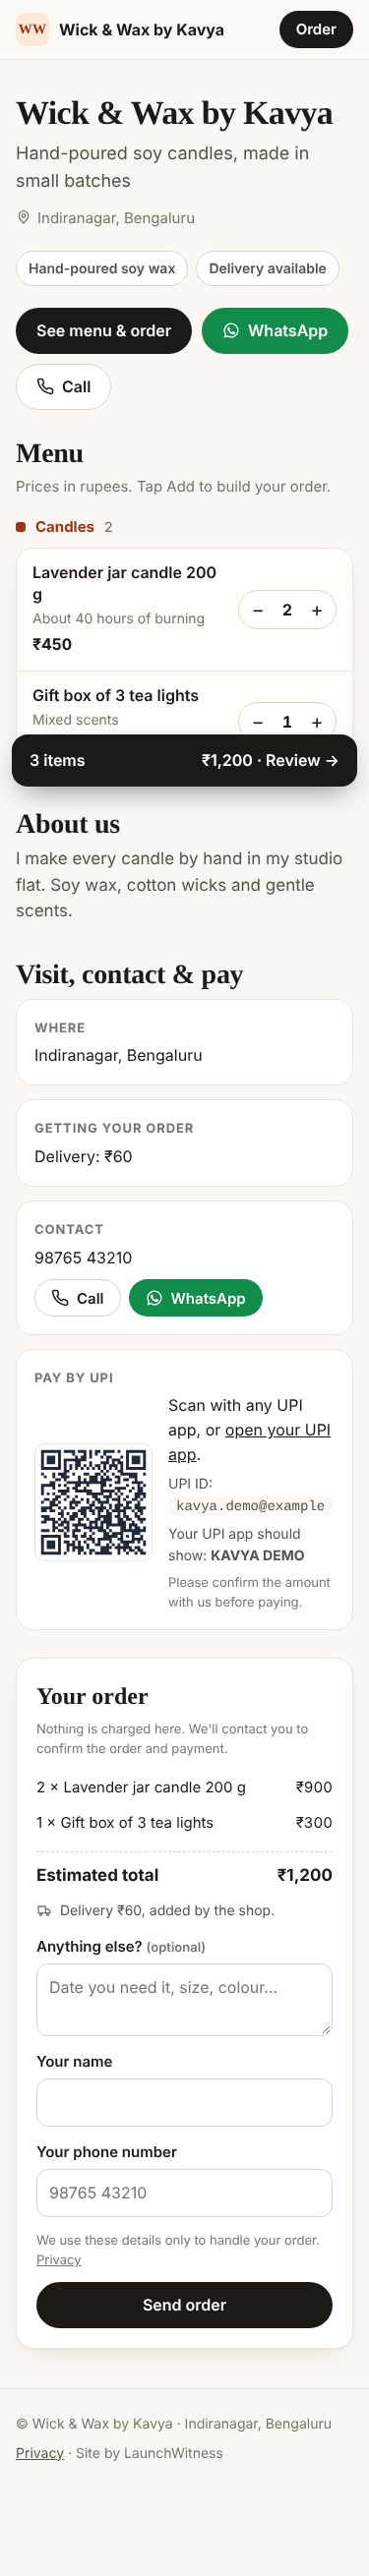 WW Wick & Wax by Kavya Order
Wick & Wax by Kavya
Hand-poured soy candles, made in
small batches
Indiranagar, Bengaluru
Hand-poured soy wax Delivery available
See menu & order WhatsApp
Call
Menu
Prices in rupees. Tap Add to build your order.
Candles 2
Lavender jar candle 200
g
About 40 hours of burning
₹450
− 2 +
Gift box of 3 tea lights
Mixed scents
− 1 +
3 items ₹1,200 · Review →
About us
I make every candle by hand in my studio
flat. Soy wax, cotton wicks and gentle
scents.
Visit, contact & pay
WHERE
Indiranagar, Bengaluru
GETTING YOUR ORDER
Delivery: ₹60
CONTACT
98765 43210
Call WhatsApp
PAY BY UPI
Scan with any UPI
app, or open your UPI
app.
UPI ID:
kavya.demo@example
Your UPI app should
show: KAVYA DEMO
Please confirm the amount
with us before paying.
Your order
Nothing is charged here. We'll contact you to
confirm the order and payment.
2 × Lavender jar candle 200 g ₹900
1 × Gift box of 3 tea lights ₹300
Estimated total ₹1,200
Delivery ₹60, added by the shop.
Anything else? (optional)
Date you need it, size, colour...
Your name
Your phone number
98765 43210
We use these details only to handle your order.
Privacy
Send order
© Wick & Wax by Kavya · Indiranagar, Bengaluru
Privacy · Site by LaunchWitness